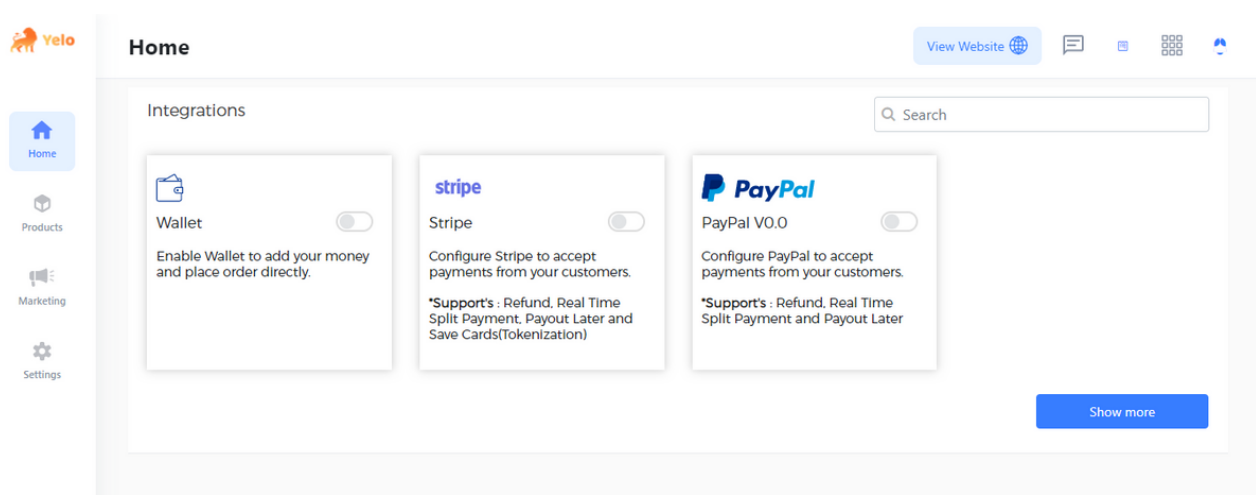 Yelo
Home
View Website
Home
Products
Marketing
Settings
Integrations
Search
Wallet
Enable Wallet to add your money
and place order directly.
stripe
Stripe
Configure Stripe to accept
payments from your customers.
*Support's : Refund, Real Time
Split Payment, Payout Later and
Save Cards(Tokenization)
PayPal
PayPal V0.0
Configure PayPal to accept
payments from your customers.
*Support's : Refund, Real Time
Split Payment and Payout Later
Show more